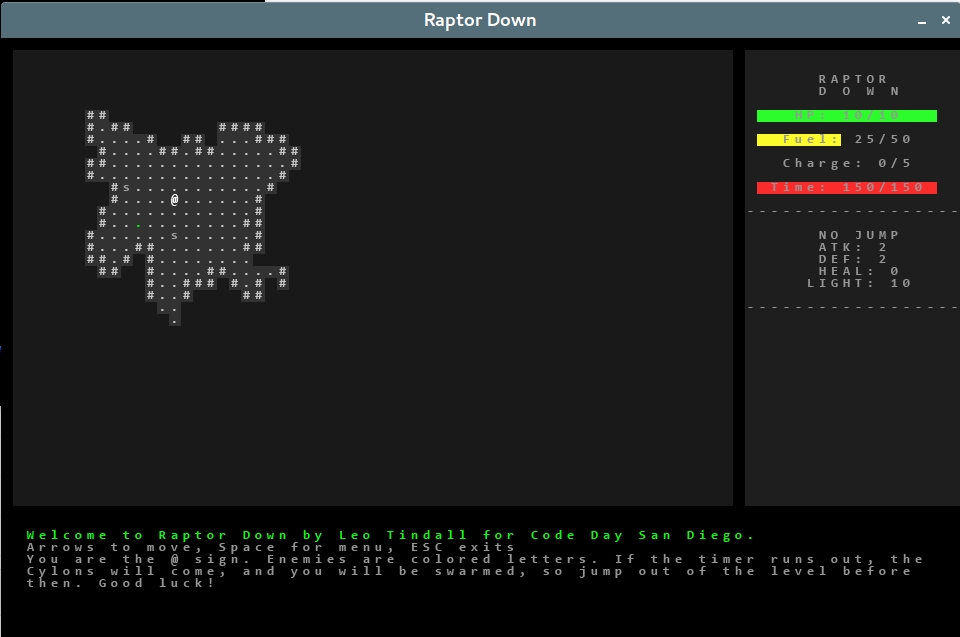 Raptor Down
##
#.##       ####
#....#  ## ...###
#....##.##.....##
##...............#
#...............#
#s...........#
#....@......#
#............#
#...........##
#......s......#
#...##.......##
##.# #........
##  #....##....#
#..### #.# #
#..#    ##
..
.
RAPTOR
D O W N
HP: 10/10
Fuel: 25/50
Charge: 0/5
Time: 150/150
------------------
NO JUMP
ATK: 2
DEF: 2
HEAL: 0
LIGHT: 10
------------------
Welcome to Raptor Down by Leo Tindall for Code Day San Diego.
Arrows to move, Space for menu, ESC exits
You are the @ sign. Enemies are colored letters. If the timer runs out, the
Cylons will come, and you will be swarmed, so jump out of the level before
then. Good luck!